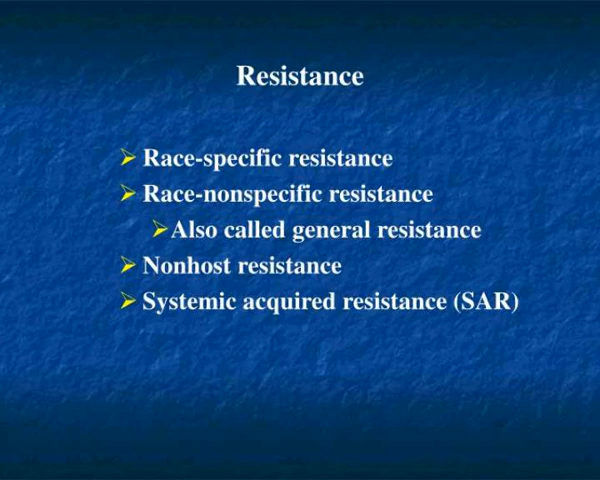 Resistance
Race-specific resistance
Race-nonspecific resistance
Also called general resistance
Nonhost resistance
Systemic acquired resistance (SAR)